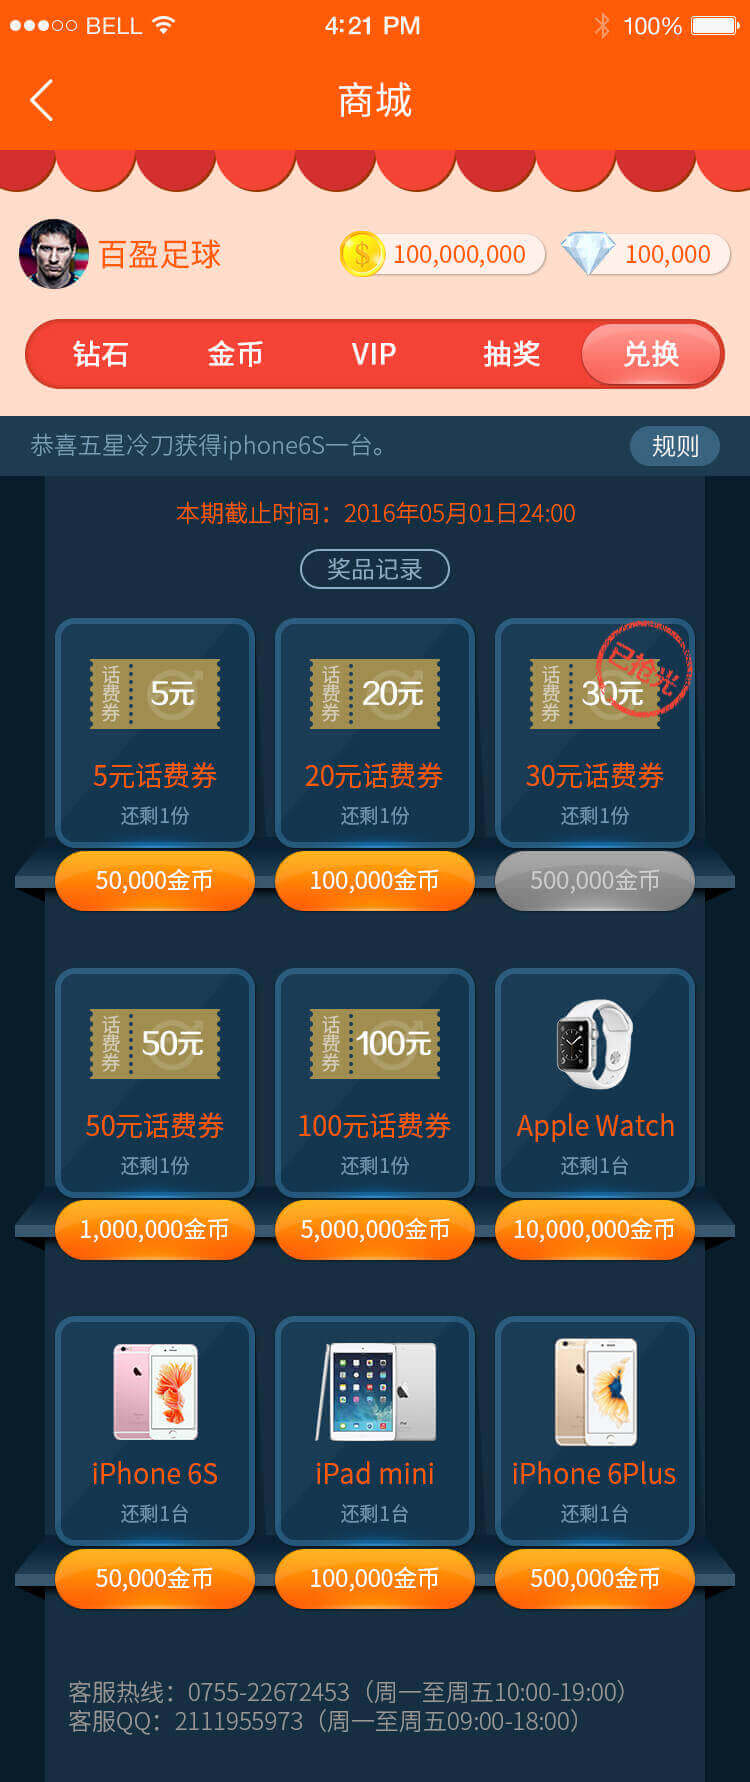 BELL 4:21 PM 100%
商城
百盈足球 100,000,000 100,000
钻石 金币 VIP 抽奖 兑换
恭喜五星冷刀获得iphone6S一台。 规则
本期截止时间：2016年05月01日24:00
奖品记录
话费券 5元 话费券 20元 话费券 30元 已抢光
5元话费券 20元话费券 30元话费券
还剩1份 还剩1份 还剩1份
50,000金币 100,000金币 500,000金币
话费券 50元 话费券 100元
50元话费券 100元话费券 Apple Watch
还剩1份 还剩1份 还剩1台
1,000,000金币 5,000,000金币 10,000,000金币
iPhone 6S iPad mini iPhone 6Plus
还剩1台 还剩1台 还剩1台
50,000金币 100,000金币 500,000金币
客服热线：0755-22672453（周一至周五10:00-19:00）
客服QQ：2111955973（周一至周五09:00-18:00）